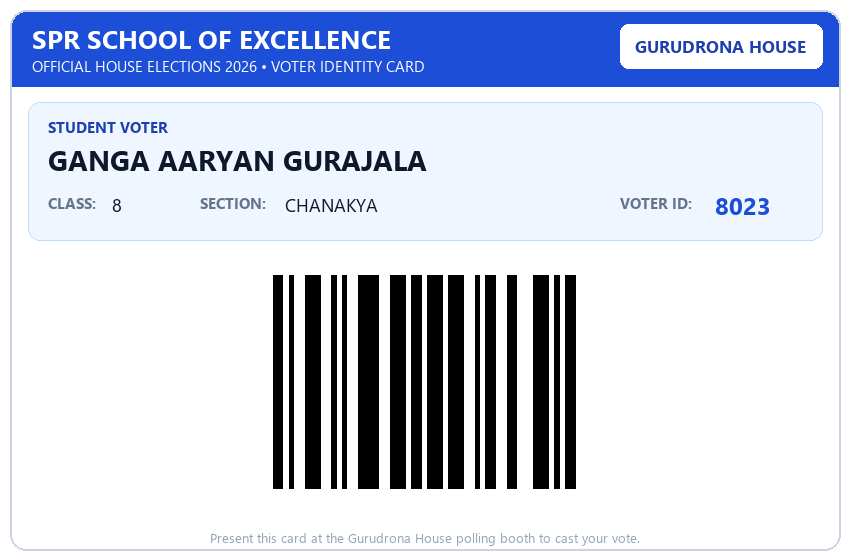 SPR SCHOOL OF EXCELLENCE
OFFICIAL HOUSE ELECTIONS 2026 • VOTER IDENTITY CARD
GURUDRONA HOUSE
STUDENT VOTER
GANGA AARYAN GURAJALA
CLASS: 8 SECTION: CHANAKYA VOTER ID: 8023
Present this card at the Gurudrona House polling booth to cast your vote.